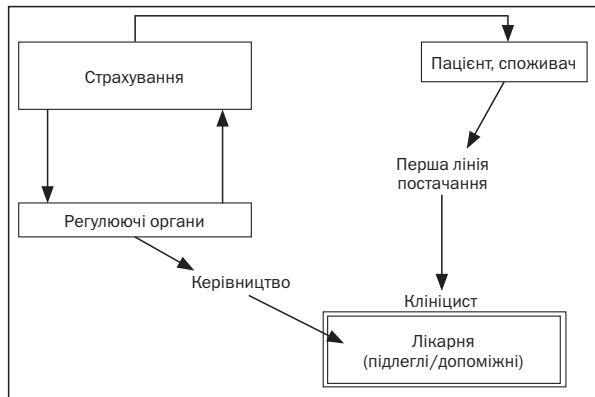 Страхування
Пацієнт, споживач
Перша лінія
постачання
Регулюючі органи
Керівництво
Клініцист
Лікарня
(підлеглі/допоміжні)